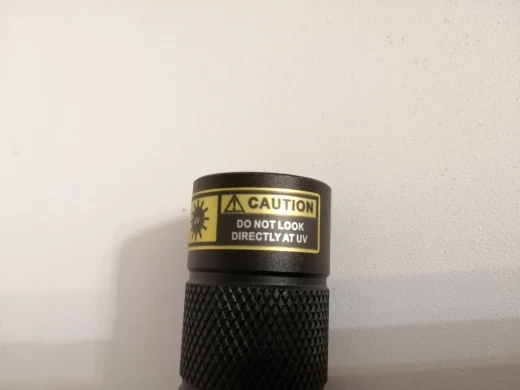 CAUTION
DO NOT LOOK
DIRECTLY AT UV